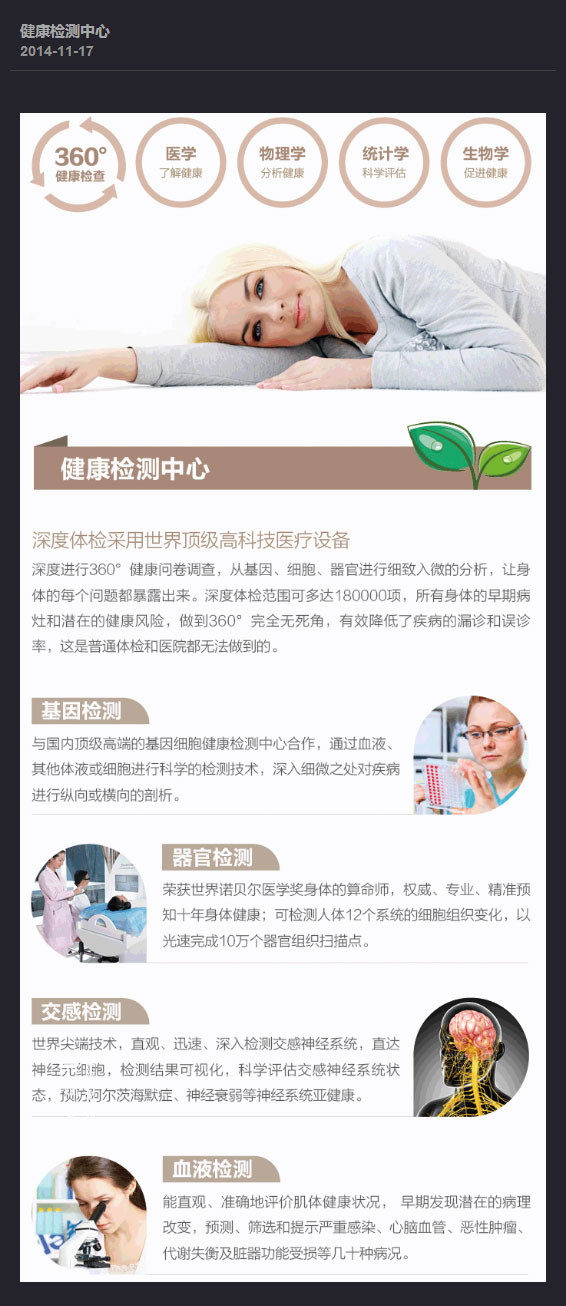 健康检测中心
2014-11-17
360°
健康检查
医学
了解健康
物理学
分析健康
统计学
科学评估
生物学
促进健康
健康检测中心
深度体检采用世界顶级高科技医疗设备
深度进行360°健康问卷调查，从基因、细胞、器官进行细致入微的分析，让身
体的每个问题都暴露出来。深度体检范围可多达180000项，所有身体的早期病
灶和潜在的健康风险，做到360°完全无死角，有效降低了疾病的漏诊和误诊
率，这是普通体检和医院都无法做到的。
基因检测
与国内顶级高端的基因细胞健康检测中心合作，通过血液、
其他体液或细胞进行科学的检测技术，深入细微之处对疾病
进行纵向或横向的剖析。
器官检测
荣获世界诺贝尔医学奖身体的算命师，权威、专业、精准预
知十年身体健康；可检测人体12个系统的细胞组织变化，以
光速完成10万个器官组织扫描点。
交感检测
世界尖端技术，直观、迅速、深入检测交感神经系统，直达
神经元细胞，检测结果可视化，科学评估交感神经系统状
态，预防阿尔茨海默症、神经衰弱等神经系统亚健康。
血液检测
能直观、准确地评价肌体健康状况， 早期发现潜在的病理
改变，预测、筛选和提示严重感染、心脑血管、恶性肿瘤、
代谢失衡及脏器功能受损等几十种病况。